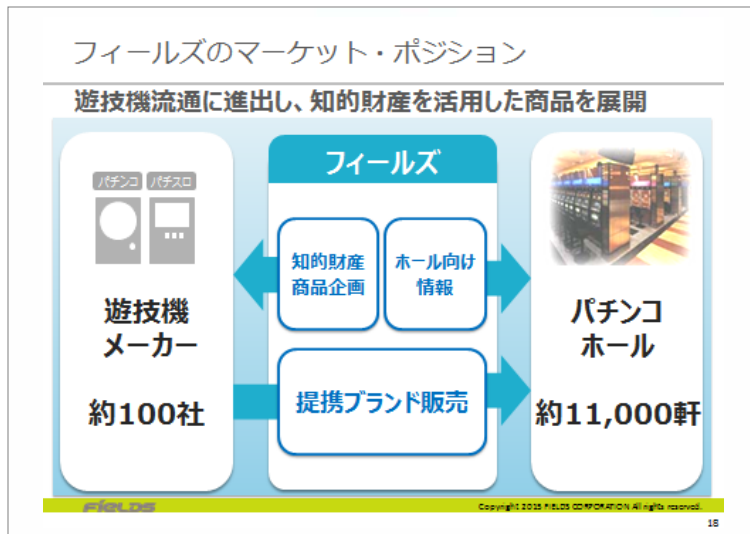 フィールズのマーケット・ポジション
遊技機流通に進出し、知的財産を活用した商品を展開
パチンコ パチスロ
遊技機
メーカー
約100社
フィールズ
知的財産
商品企画
ホール向け
情報
提携ブランド販売
パチンコ
ホール
約11,000軒
FIELDS
Copyright 2015 FIELDS CORPORATION All rights reserved.
18